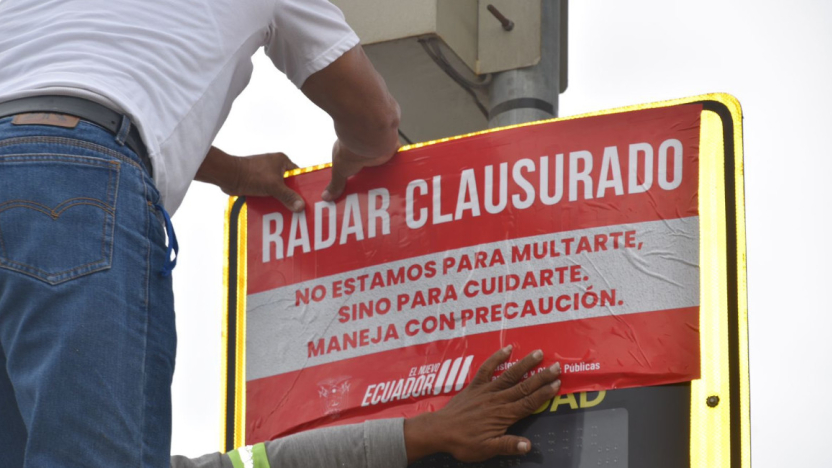 RADAR CLAUSURADO
NO ESTAMOS PARA MULTARTE,
SINO PARA CUIDARTE.
MANEJA CON PRECAUCIÓN.
EL NUEVO
ECUADOR
Públicas